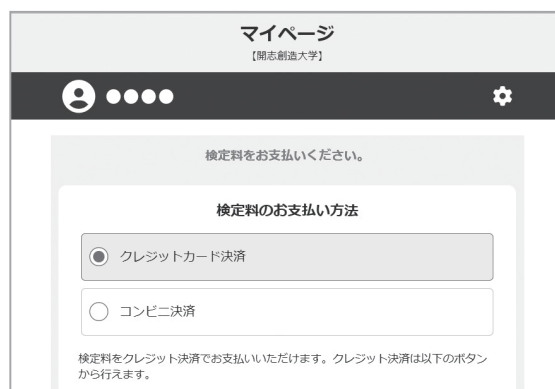 マイページ
【開志創造大学】
●●●●
検定料をお支払いください。
検定料のお支払い方法
クレジットカード決済
コンビニ決済
検定料をクレジット決済でお支払いいただけます。クレジット決済は以下のボタン
から行えます。